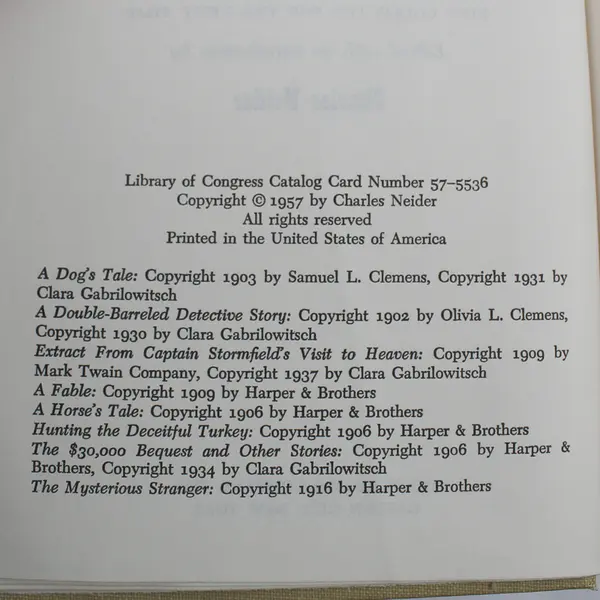 Library of Congress Catalog Card Number 57–5536
Copyright © 1957 by Charles Neider
All rights reserved
Printed in the United States of America
A Dog's Tale: Copyright 1903 by Samuel L. Clemens, Copyright 1931 by
Clara Gabrilowitsch
A Double-Barreled Detective Story: Copyright 1902 by Olivia L. Clemens,
Copyright 1930 by Clara Gabrilowitsch
Extract From Captain Stormfield's Visit to Heaven: Copyright 1909 by
Mark Twain Company, Copyright 1937 by Clara Gabrilowitsch
A Fable: Copyright 1909 by Harper & Brothers
A Horse's Tale: Copyright 1906 by Harper & Brothers
Hunting the Deceitful Turkey: Copyright 1906 by Harper & Brothers
The $30,000 Bequest and Other Stories: Copyright 1906 by Harper &
Brothers, Copyright 1934 by Clara Gabrilowitsch
The Mysterious Stranger: Copyright 1916 by Harper & Brothers